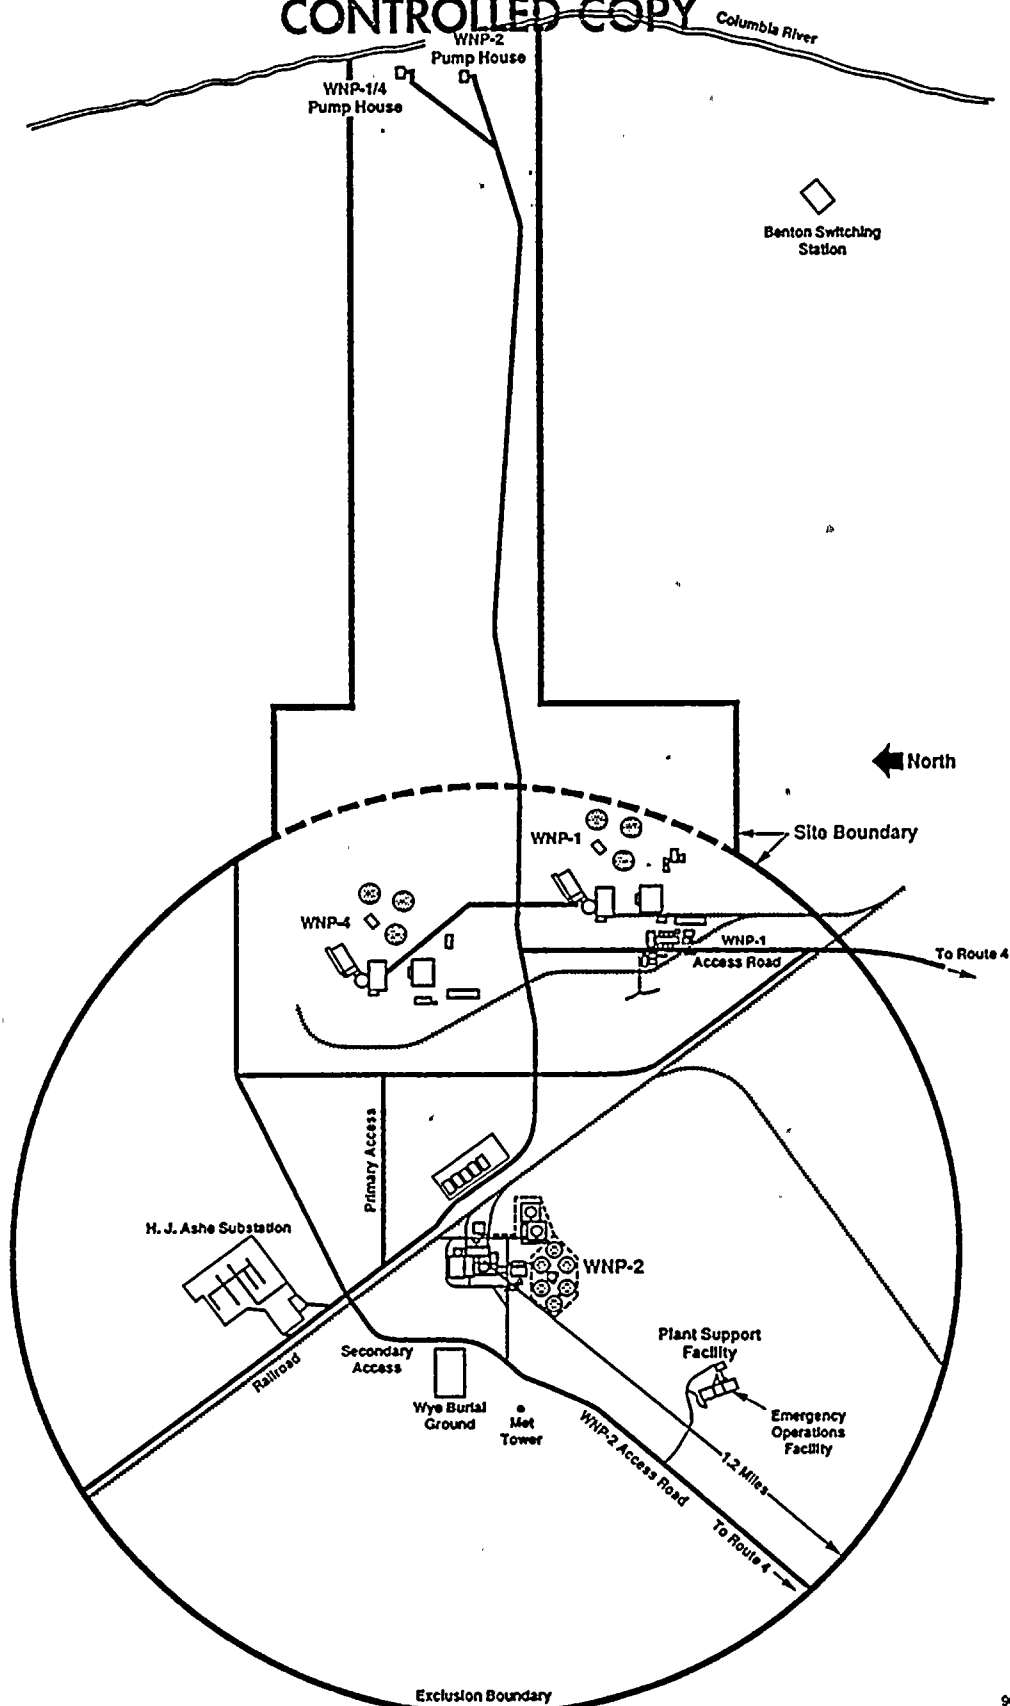 CONTROLLED COPY
Columbia River
WNP-2
Pump House
WNP-1/4
Pump House
Benton Switching
Station
North
Site Boundary
WNP-1
WNP-4
WNP-1
Access Road
To Route 4
Primary Access
H. J. Ashe Substation
WNP-2
Plant Support
Facility
Secondary
Access
Railroad
Wye Burial
Ground
Met
Tower
Emergency
Operations
Facility
WNP-2 Access Road
1.2 Miles
To Route 4
Exclusion Boundary